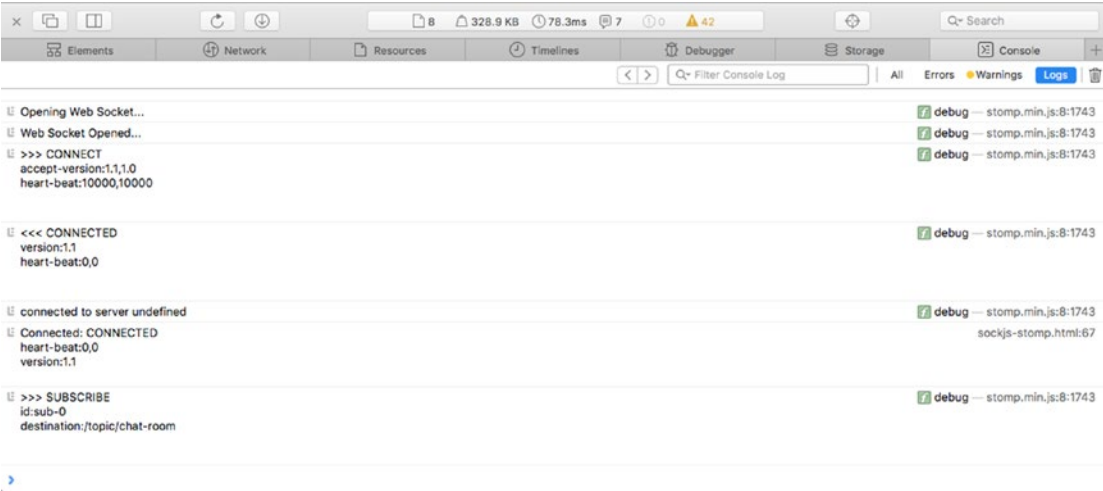 8 328.9 KB 78.3ms 7 0 42 Search
Elements Network Resources Timelines Debugger Storage Console +
Filter Console Log All Errors Warnings Logs
Opening Web Socket... debug — stomp.min.js:8:1743
Web Socket Opened... debug — stomp.min.js:8:1743
>>> CONNECT debug — stomp.min.js:8:1743
accept-version:1.1,1.0
heart-beat:10000,10000
<<< CONNECTED debug — stomp.min.js:8:1743
version:1.1
heart-beat:0,0
connected to server undefined debug — stomp.min.js:8:1743
Connected: CONNECTED sockjs-stomp.html:67
heart-beat:0,0
version:1.1
>>> SUBSCRIBE debug — stomp.min.js:8:1743
id:sub-0
destination:/topic/chat-room